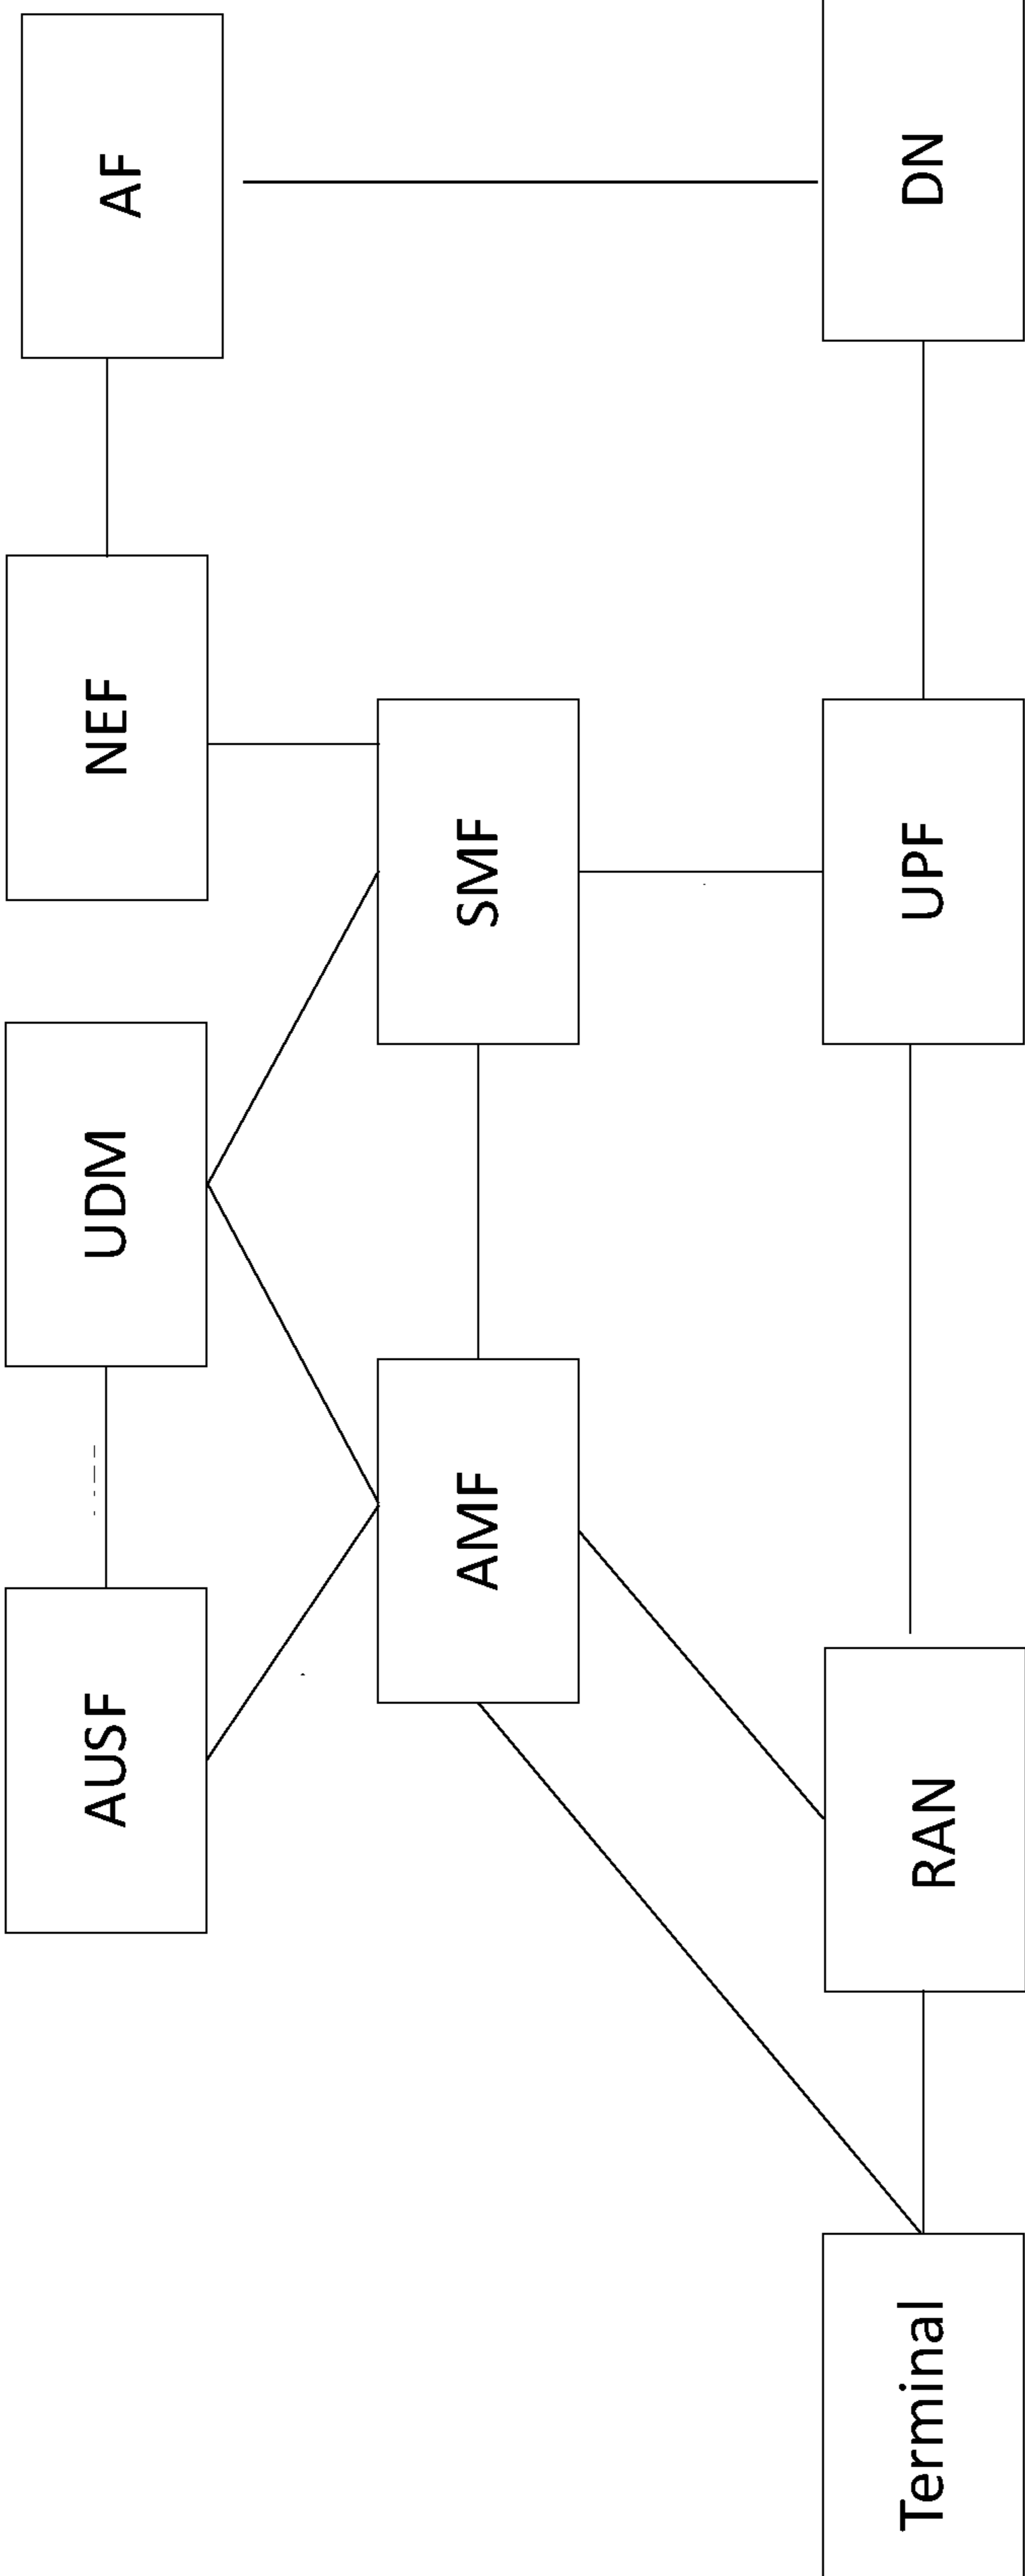 AUSF
UDM
NEF
AF
AMF
SMF
Terminal
RAN
UPF
DN